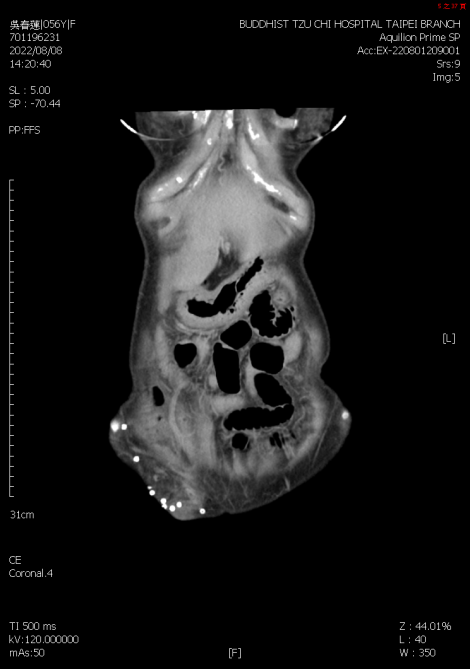 吳春蓮|056Y|F
701196231
2022/08/08
14:20:40
SL : 5.00
SP : -70.44
PP:FFS
BUDDHIST TZU CHI HOSPITAL TAIPEI BRANCH
Aquilion Prime SP
Acc:EX-220801209001
Srs:9
Img:5
[L]
31cm
CE
Coronal.4
TI 500 ms
kV:120.000000
mAs:50
[F]
Z : 44.01%
L : 40
W : 350